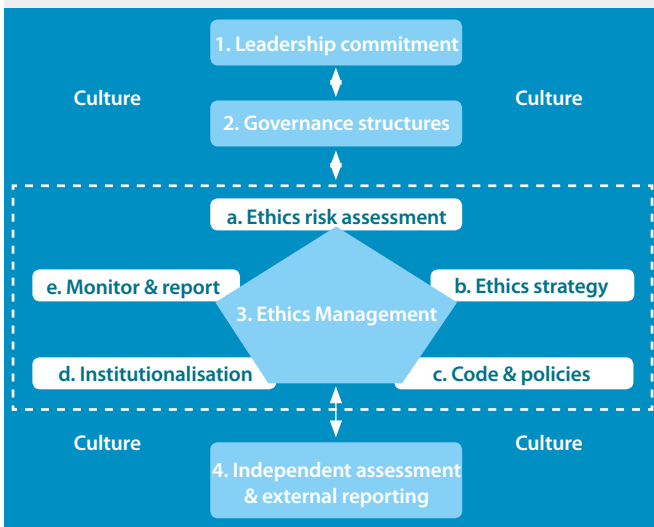 1. Leadership commitment
Culture
Culture
2. Governance structures
a. Ethics risk assessment
e. Monitor & report
b. Ethics strategy
3. Ethics Management
d. Institutionalisation
c. Code & policies
Culture
Culture
4. Independent assessment
& external reporting